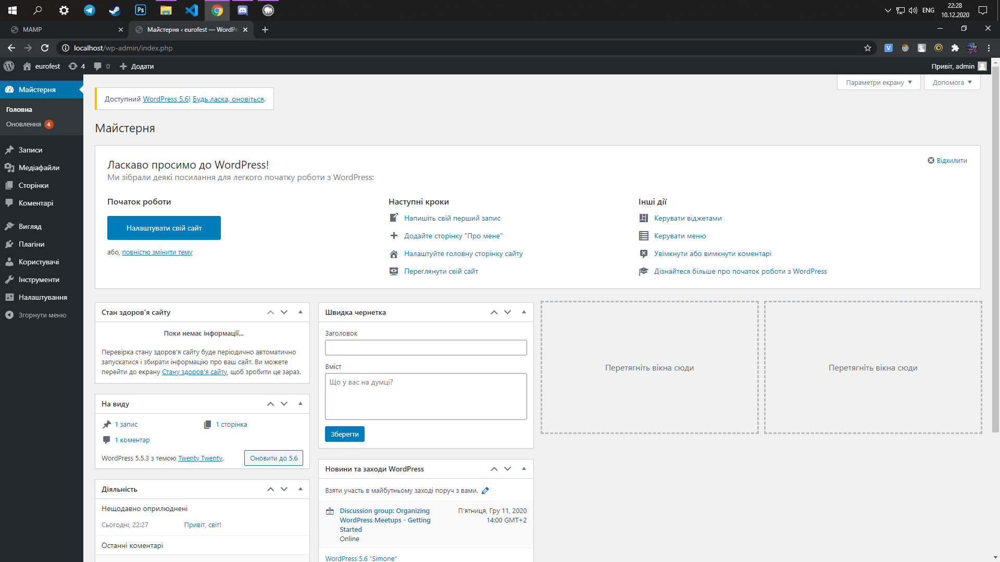 22:28
ENG
10.12.2020
MAMP
Майстерня ‹ eurofest — WordPr
localhost/wp-admin/index.php
eurofest
4
0
Додати
Привіт, admin
Параметри екрану
Допомога
Майстерня
Головна
Оновлення 4
Записи
Медіафайли
Сторінки
Коментарі
Вигляд
Плагіни
Користувачі
Інструменти
Налаштування
Згорнути меню
Доступний WordPress 5.6! Будь ласка, оновіться.
Майстерня
Ласкаво просимо до WordPress!
Відхилити
Ми зібрали деякі посилання для легкого початку роботи з WordPress:
Початок роботи
Налаштувати свій сайт
або, повністю змінити тему
Наступні кроки
Напишіть свій перший запис
Додайте сторінку "Про мене"
Налаштуйте головну сторінку сайту
Переглянути свій сайт
Інші дії
Керувати віджетами
Керувати меню
Увімкнути або вимкнути коментарі
Дізнайтеся більше про початок роботи з WordPress
Стан здоров'я сайту
Поки немає інформації...
Перевірка стану здоров'я сайту буде періодично автоматично
запускатися і збирати інформацію про ваш сайт. Ви можете
перейти до екрану Стану здоров'я сайту, щоб зробити це зараз.
На виду
1 запис
1 сторінка
1 коментар
WordPress 5.5.3 з темою Twenty Twenty.
Оновити до 5.6
Діяльність
Нещодавно оприлюднені
Сьогодні, 22:27
Привіт, світ!
Останні коментарі
Швидка чернетка
Заголовок
Вміст
Що у вас на думці?
Зберегти
Новини та заходи WordPress
Взяти участь в майбутньому заході поруч з вами.
Discussion group: Organizing
WordPress Meetups - Getting
Started
Online
П'ятниця, Гру 11, 2020
14:00 GMT+2
WordPress 5.6 “Simone”
Перетягніть вікна сюди
Перетягніть вікна сюди